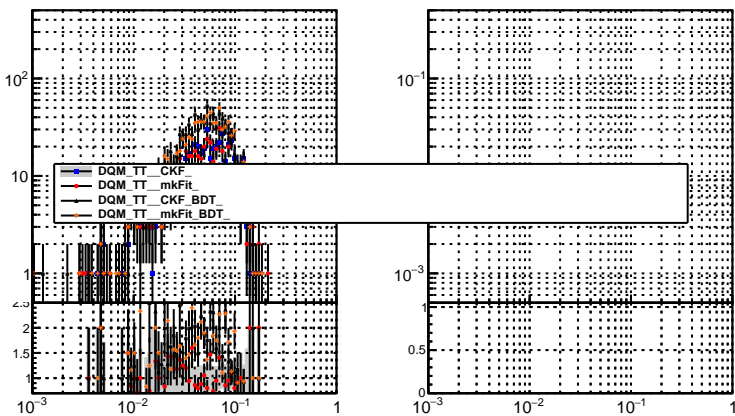 10²
10⁻¹
DQM_TT__CKF_
DQM_TT__mkFit_
DQM_TT__CKF_BDT_
DQM_TT__mkFit_BDT_
10
1
10⁻³
2.5
2
1.5
1
1
0.5
0
10⁻³ 10⁻² 10⁻¹ 1
10⁻³ 10⁻² 10⁻¹ 1